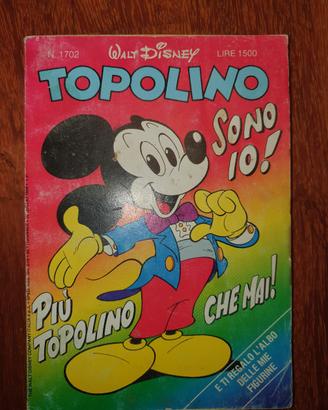 N. 1702
WALT DISNEY
LIRE 1500
TOPOLINO
SONO
IO!
PIÙ
TOPOLINO
CHE MAI!
E TI REGALO L'ALBO
DELLE MIE
FIGURINE